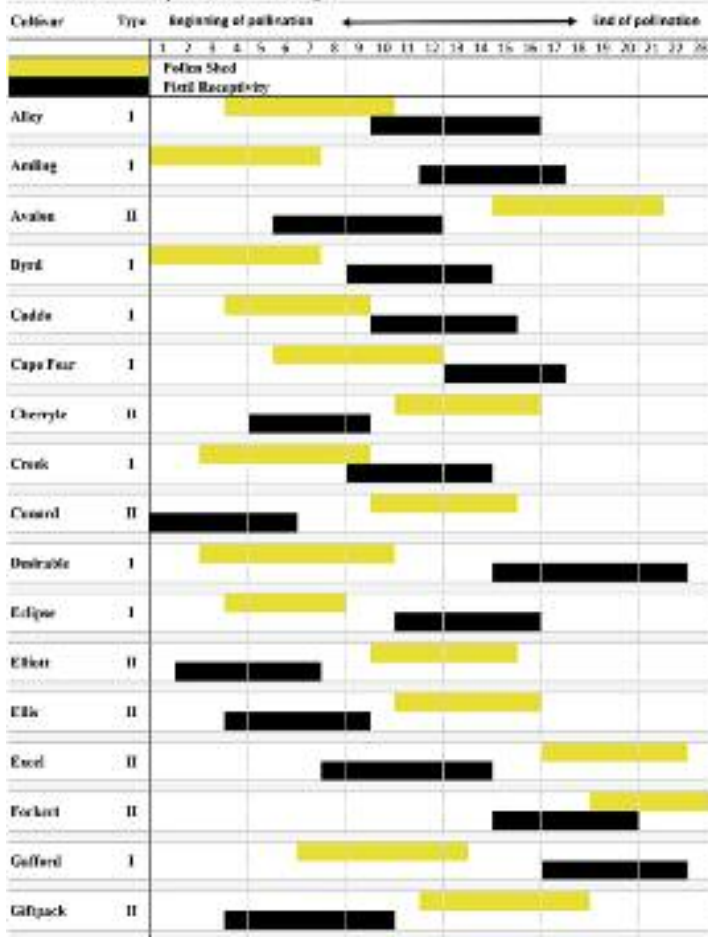 Cultivar Type Beginning of pollination End of pollination
1 2 3 4 5 6 7 8 9 10 11 12 13 14 15 16 17 18 19 20 21 22 23
Pollen Shed
Pistil Receptivity
Alley I
Amling I
Avalon II
Byrd I
Caddo I
Cape Fear I
Cherryle II
Creek I
Cunard II
Desirable I
Eclipse I
Elliott II
Ellis II
Excel II
Forkert II
Gafford I
Giftpack II